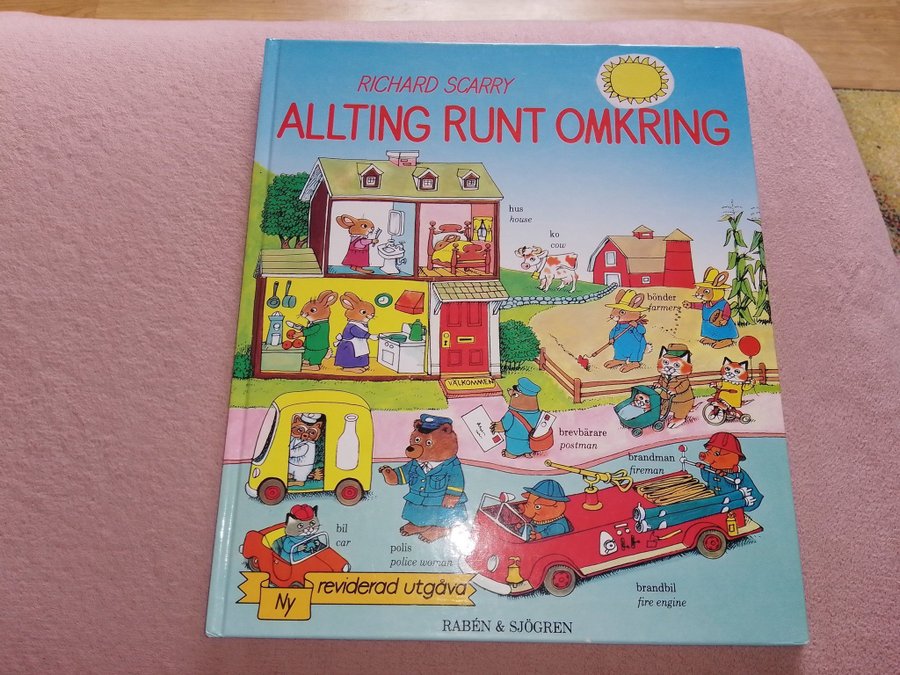 RICHARD SCARRY
ALLTING RUNT OMKRING
hus
house
ko
cow
bönder
farmers
VÄLKOMMEN
brevbärare
postman
brandman
fireman
bil
car
polis
police woman
brandbil
fire engine
Ny
reviderad utgåva
RABÉN & SJÖGREN